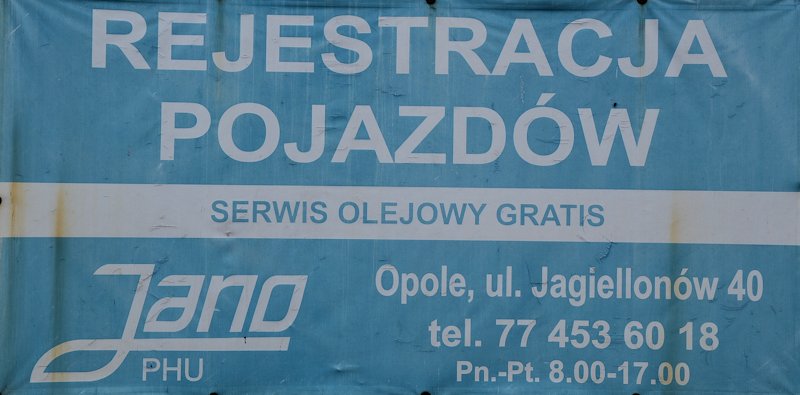 REJESTRACJA
POJAZDÓW
SERWIS OLEJOWY GRATIS
Jano
PHU
Opole, ul. Jagiellonów 40
tel. 77 453 60 18
Pn.-Pt. 8.00-17.00